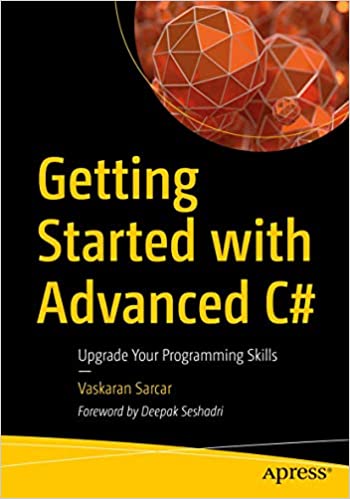 Getting
Started with
Advanced C#
Upgrade Your Programming Skills
—
Vaskaran Sarcar
Foreword by Deepak Seshadri
Apress®